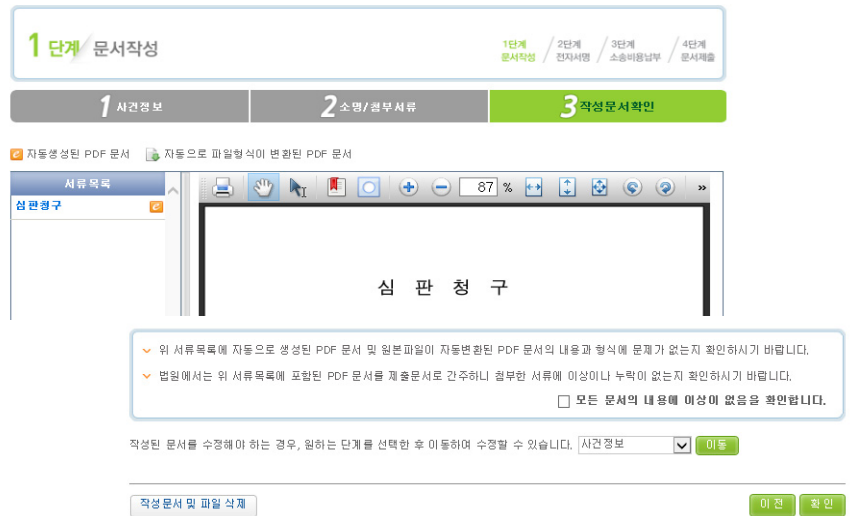 1 단계 문서작성
1단계 문서작성 / 2단계 전자서명 / 3단계 소송비용납부 / 4단계 문서제출
1 사건정보 2 소명/첨부서류 3 작성문서확인
자동생성된 PDF 문서 자동으로 파일형식이 변환된 PDF 문서
서류목록
87 % »
심판청구
심 판 청 구
위 서류목록에 자동으로 생성된 PDF 문서 및 원본파일이 자동변환된 PDF 문서의 내용과 형식에 문제가 없는지 확인하시기 바랍니다.
법원에서는 위 서류목록에 포함된 PDF 문서를 제출문서로 간주하니 첨부한 서류에 이상이나 누락이 없는지 확인하시기 바랍니다.
모든 문서의 내용에 이상이 없음을 확인합니다.
작성된 문서를 수정해야 하는 경우, 원하는 단계를 선택한 후 이동하여 수정할 수 있습니다. 사건정보 이동
작성문서 및 파일 삭제 이전 확인